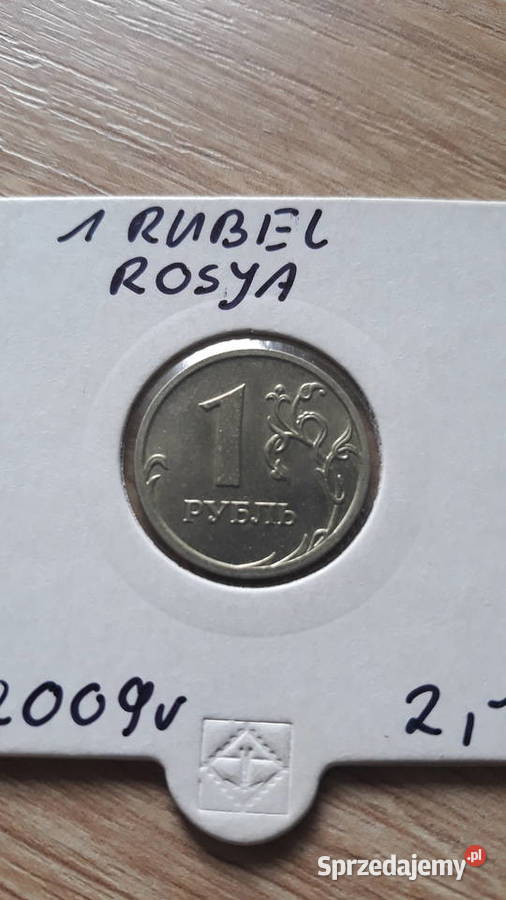 1 RUBEL
ROSYA
1
РУБЛЬ
2009r
2,
Sprzedajemy.pl